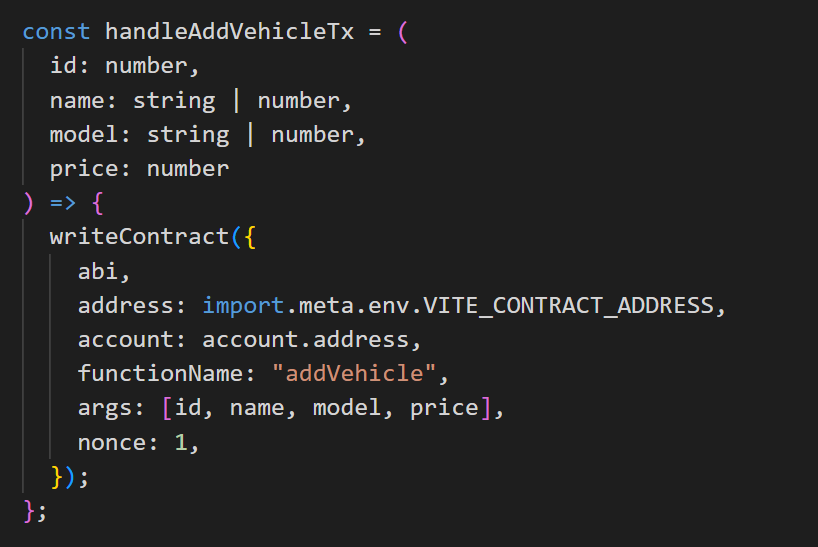 const handleAddVehicleTx = (
  id: number,
  name: string | number,
  model: string | number,
  price: number
) => {
  writeContract({
    abi,
    address: import.meta.env.VITE_CONTRACT_ADDRESS,
    account: account.address,
    functionName: "addVehicle",
    args: [id, name, model, price],
    nonce: 1,
  });
};